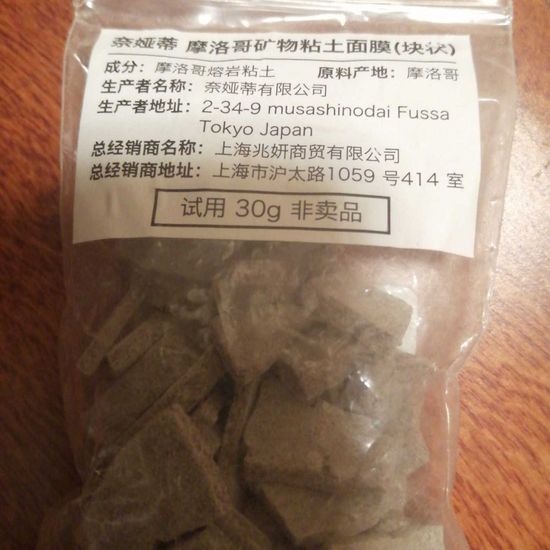 奈娅蒂 摩洛哥矿物粘土面膜(块状)
成分：摩洛哥熔岩粘土 原料产地：摩洛哥
生产者名称：奈娅蒂有限公司
生产者地址：2-34-9 musashinodai Fussa
Tokyo Japan
总经销商名称：上海兆妍商贸有限公司
总经销商地址：上海市沪太路1059 号414 室
试用 30g 非卖品